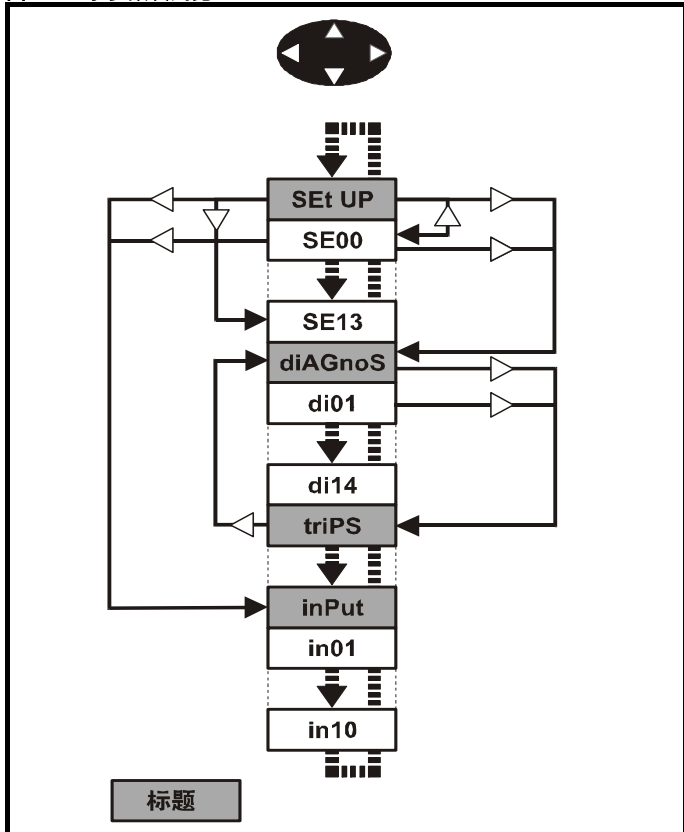 SEt UP
SE00
SE13
diAGnoS
di01
di14
triPS
inPut
in01
in10
标题